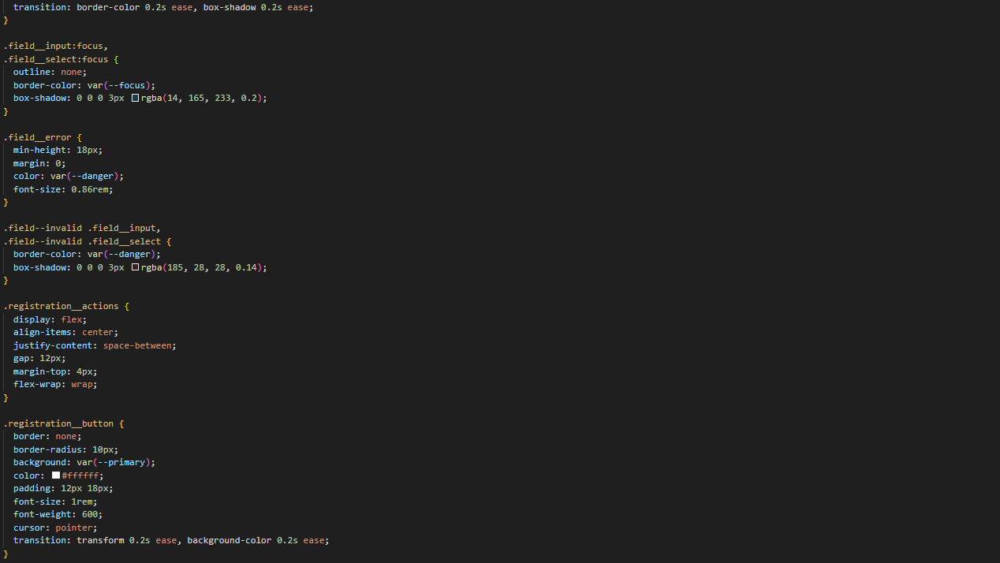 transition: border-color 0.2s ease, box-shadow 0.2s ease;
}
.field__input:focus,
.field__select:focus {
outline: none;
border-color: var(--focus);
box-shadow: 0 0 0 3px rgba(14, 165, 233, 0.2);
}
.field__error {
min-height: 18px;
margin: 0;
color: var(--danger);
font-size: 0.86rem;
}
.field--invalid .field__input,
.field--invalid .field__select {
border-color: var(--danger);
box-shadow: 0 0 0 3px rgba(185, 28, 28, 0.14);
}
.registration__actions {
display: flex;
align-items: center;
justify-content: space-between;
gap: 12px;
margin-top: 4px;
flex-wrap: wrap;
}
.registration__button {
border: none;
border-radius: 10px;
background: var(--primary);
color: #ffffff;
padding: 12px 18px;
font-size: 1rem;
font-weight: 600;
cursor: pointer;
transition: transform 0.2s ease, background-color 0.2s ease;
}